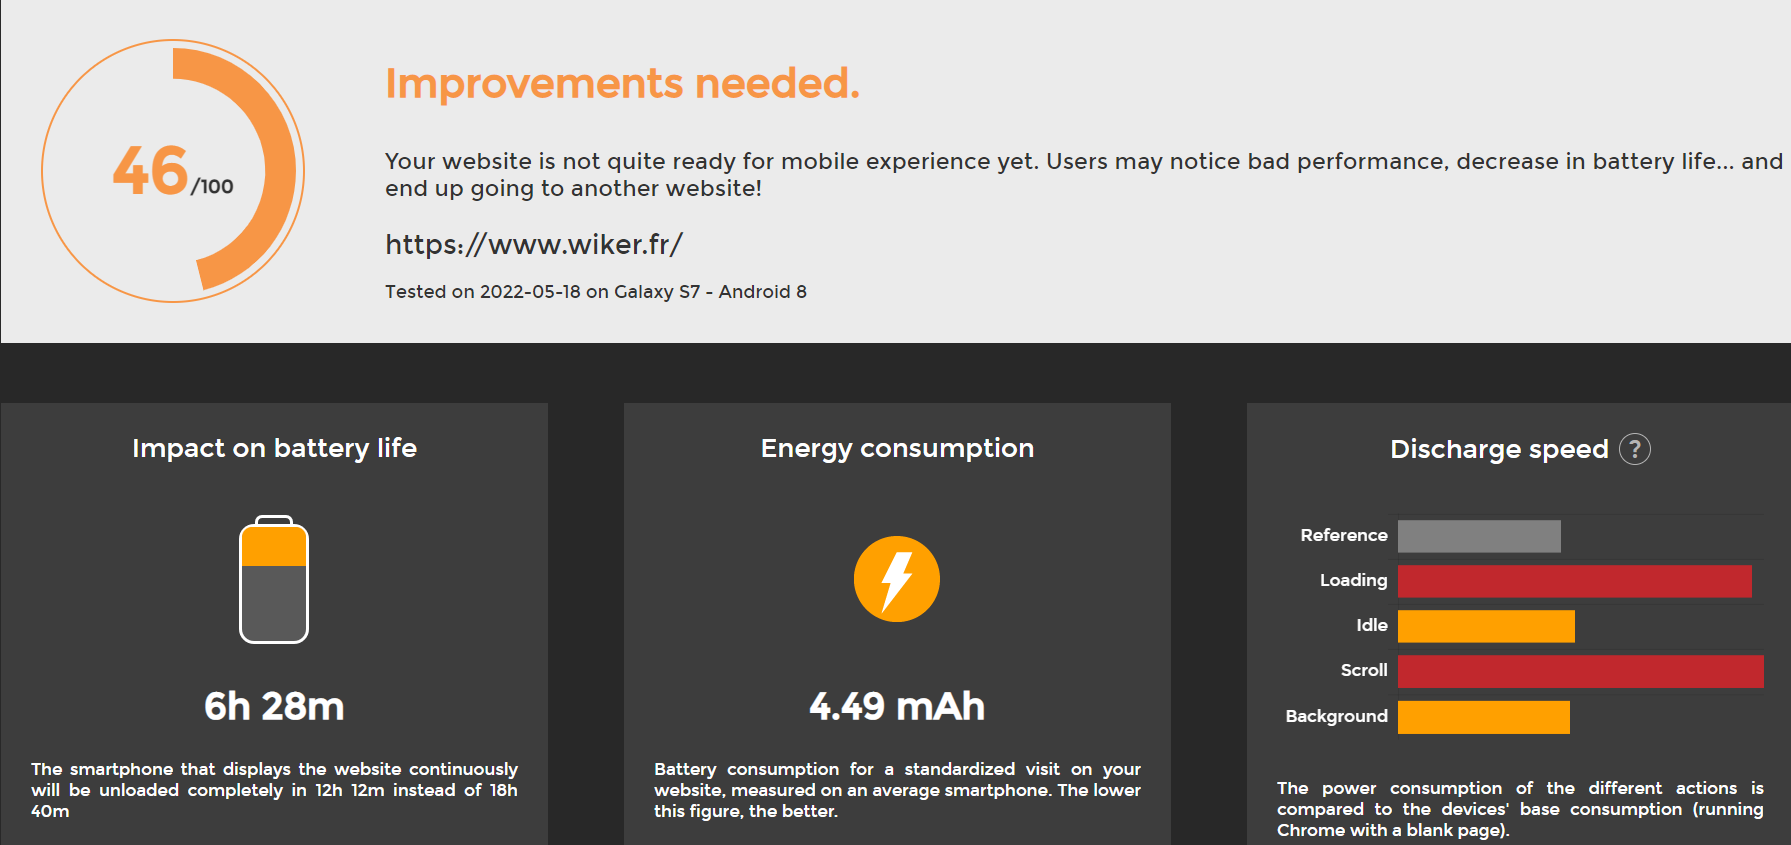 46/100
Improvements needed.
Your website is not quite ready for mobile experience yet. Users may notice bad performance, decrease in battery life... and
end up going to another website!
https://www.wiker.fr/
Tested on 2022-05-18 on Galaxy S7 - Android 8
Impact on battery life
6h 28m
The smartphone that displays the website continuously
will be unloaded completely in 12h 12m instead of 18h
40m
Energy consumption
4.49 mAh
Battery consumption for a standardized visit on your
website, measured on an average smartphone. The lower
this figure, the better.
Discharge speed ?
Reference
Loading
Idle
Scroll
Background
The power consumption of the different actions is
compared to the devices' base consumption (running
Chrome with a blank page).